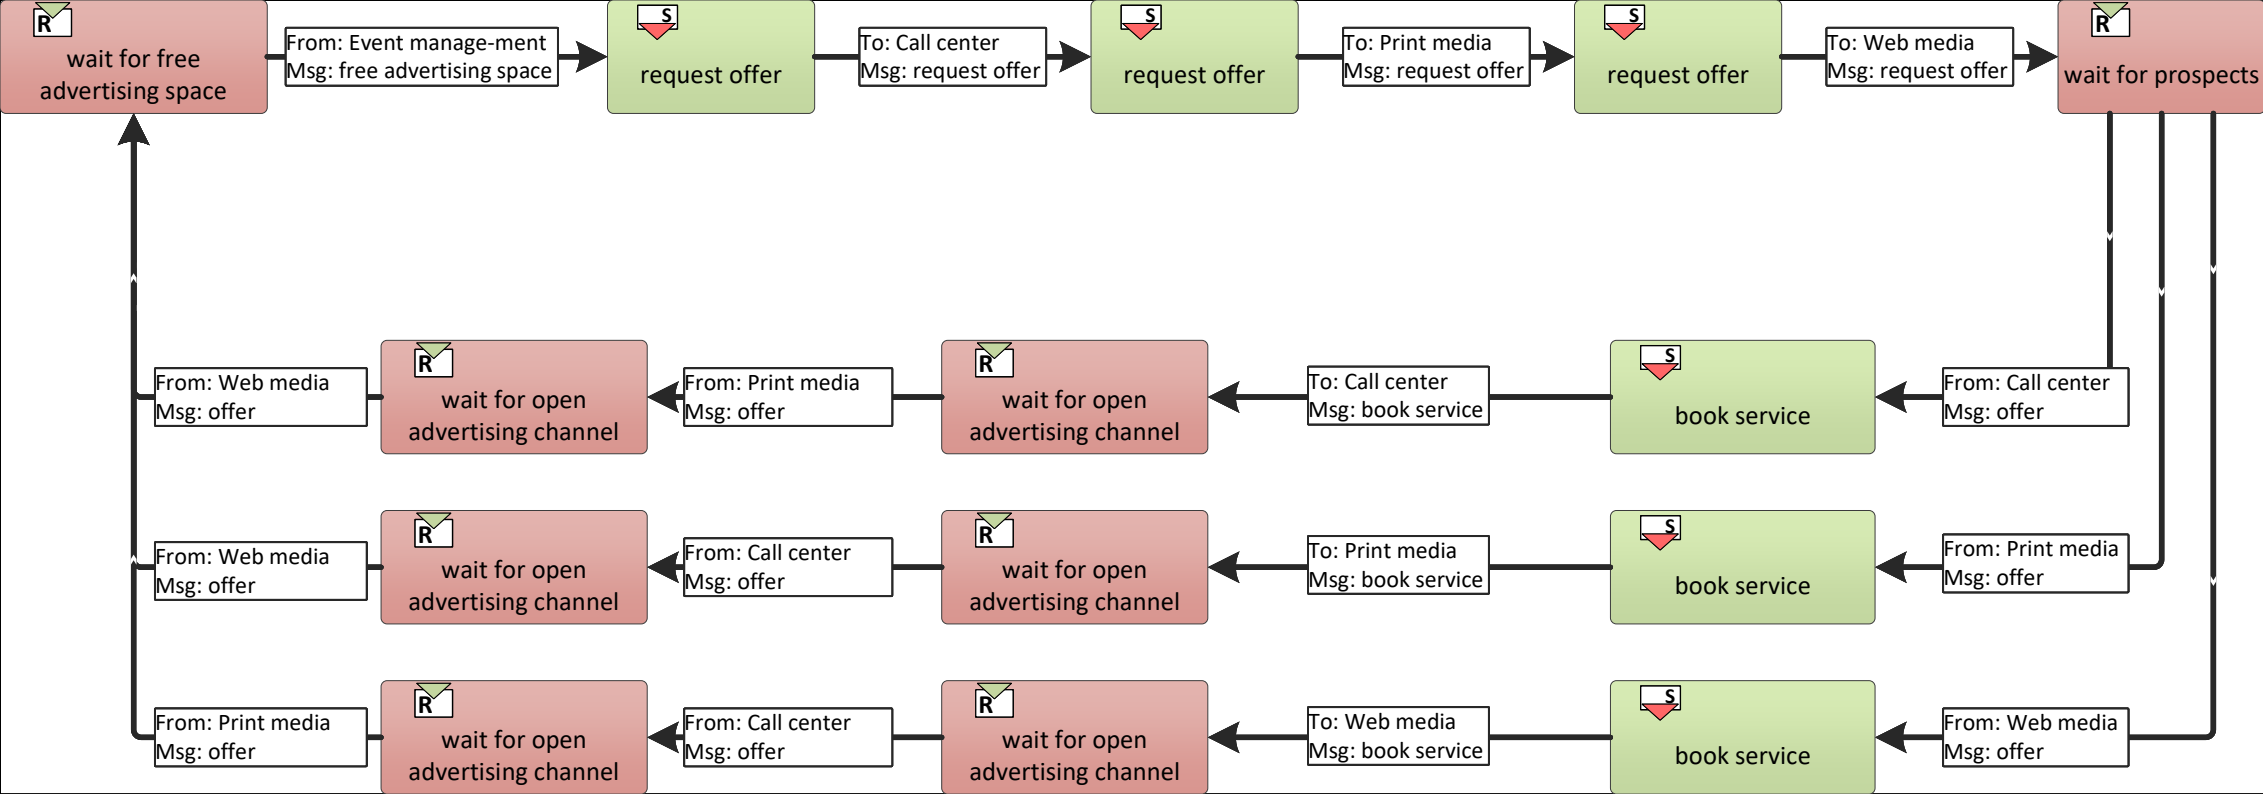 R
wait for free
advertising space
From: Event manage-ment
Msg: free advertising space
S
request offer
To: Call center
Msg: request offer
S
request offer
To: Print media
Msg: request offer
S
request offer
To: Web media
Msg: request offer
R
wait for prospects
From: Web media
Msg: offer
R
wait for open
advertising channel
From: Print media
Msg: offer
R
wait for open
advertising channel
To: Call center
Msg: book service
S
book service
From: Call center
Msg: offer
From: Web media
Msg: offer
R
wait for open
advertising channel
From: Call center
Msg: offer
R
wait for open
advertising channel
To: Print media
Msg: book service
S
book service
From: Print media
Msg: offer
From: Print media
Msg: offer
R
wait for open
advertising channel
From: Call center
Msg: offer
R
wait for open
advertising channel
To: Web media
Msg: book service
S
book service
From: Web media
Msg: offer